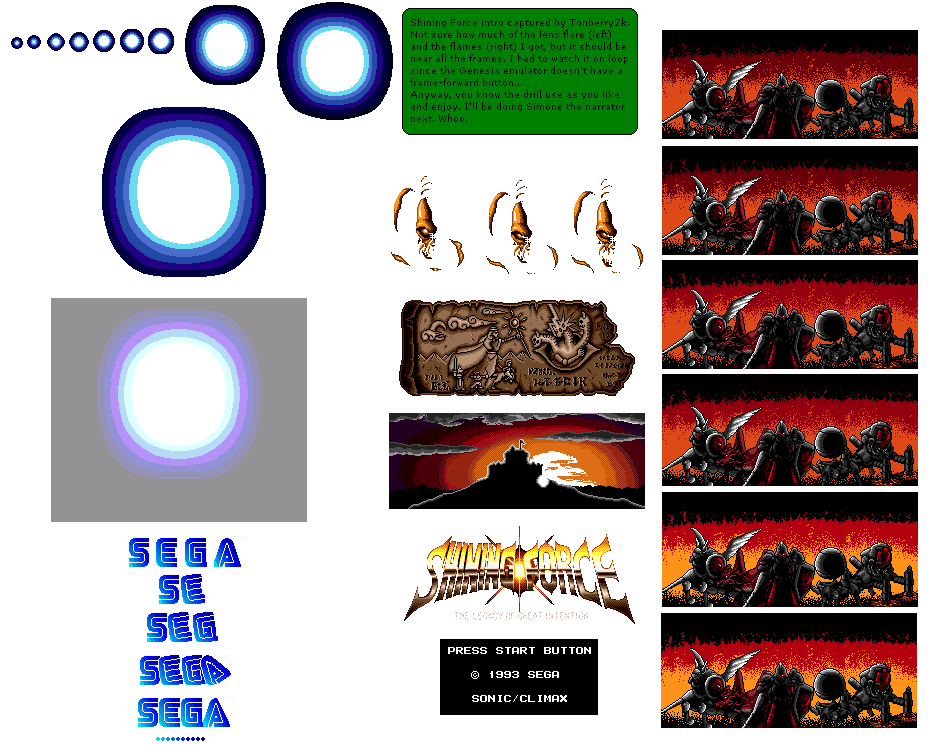 Shining Force intro captured by Tonberry2k.
Not sure how much of the lens flare (left)
and the flames (right) I got, but it should be
near all the frames. I had to watch it on loop
since the Genesis emulator doesn't have a
frame-forward button...
Anyway, you know the drill use as you like
and enjoy. I'll be doing Simone the narrator
next. Whoo.
SEGA
SE
SEG
SEGA
SEGA
SHINING FORCE
THE LEGACY OF GREAT INTENTION
PRESS START BUTTON
© 1993 SEGA
SONIC/CLIMAX